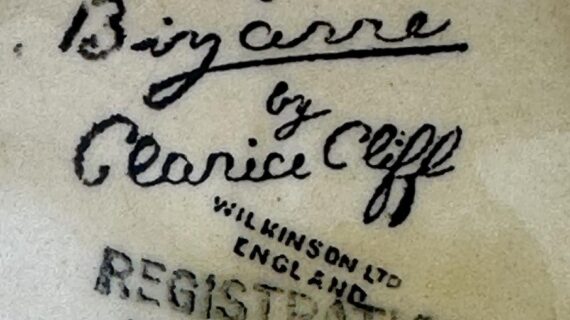 Bizarre
by
Clarice Cliff
WILKINSON LTD
ENGLAND